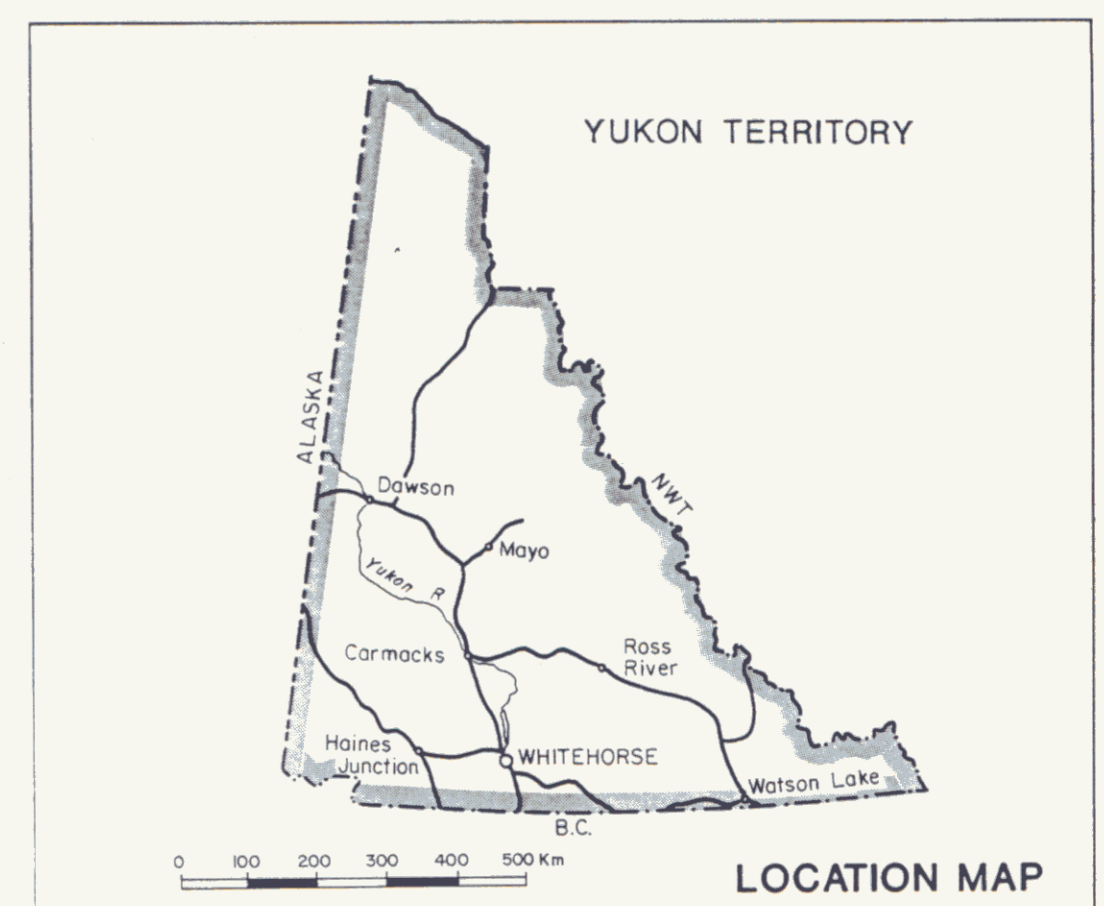 YUKON TERRITORY
ALASKA
NWT
Dawson
Mayo
Yukon R
Carmacks
Ross
River
Haines
Junction
WHITEHORSE
Watson Lake
B.C.
0 100 200 300 400 500 Km
LOCATION MAP